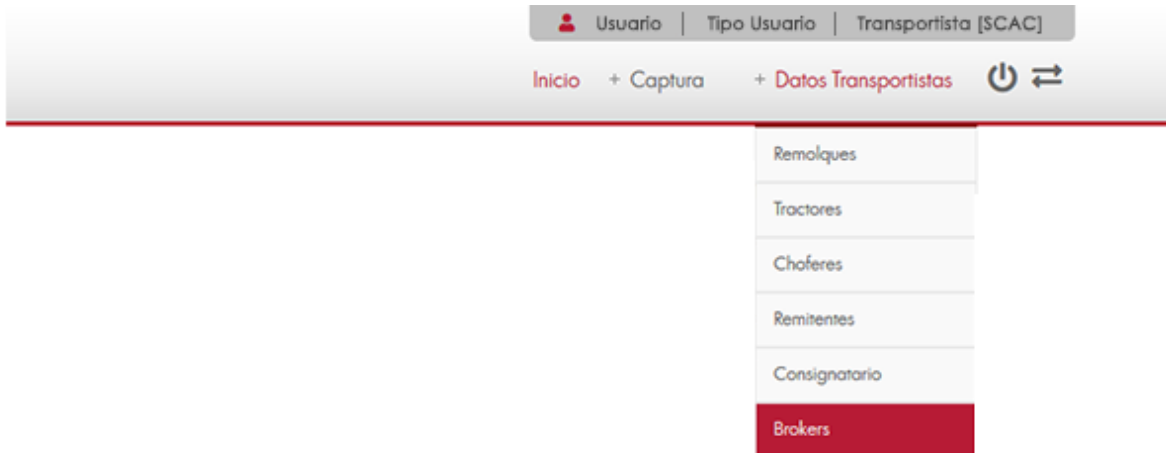 Usuario | Tipo Usuario | Transportista [SCAC]
Inicio + Captura + Datos Transportistas
Remolques
Tractores
Choferes
Remitentes
Consignatario
Brokers